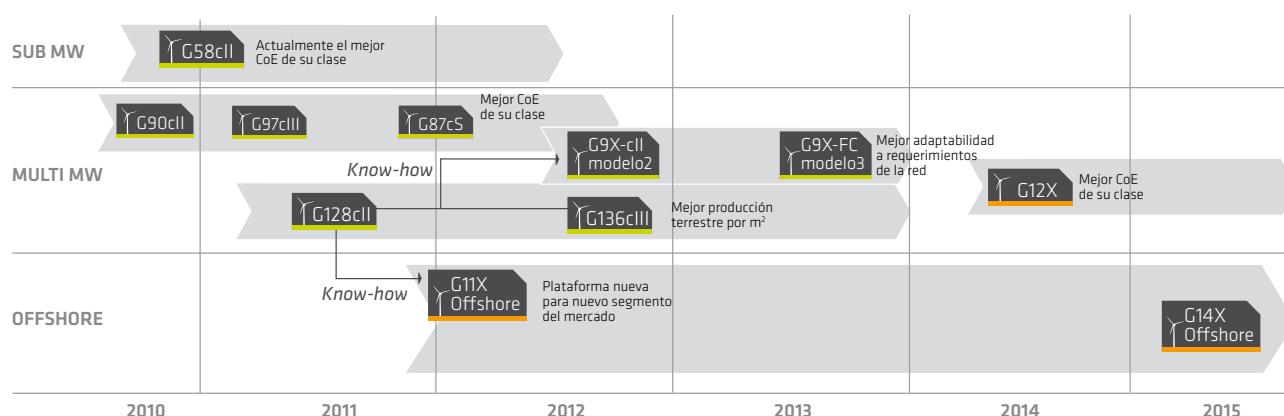 SUB MW
G58cII
Actualmente el mejor
CoE de su clase
MULTI MW
G90cII
G97cIII
G87cS
Mejor CoE
de su clase
Know-how
G9X-cII
modelo2
G9X-FC
modelo3
Mejor adaptabilidad
a requerimientos
de la red
G12X
Mejor CoE
de su clase
G128cII
G136cIII
Mejor producción
terrestre por m²
OFFSHORE
Know-how
G11X
Offshore
Plataforma nueva
para nuevo segmento
del mercado
G14X
Offshore
2010
2011
2012
2013
2014
2015